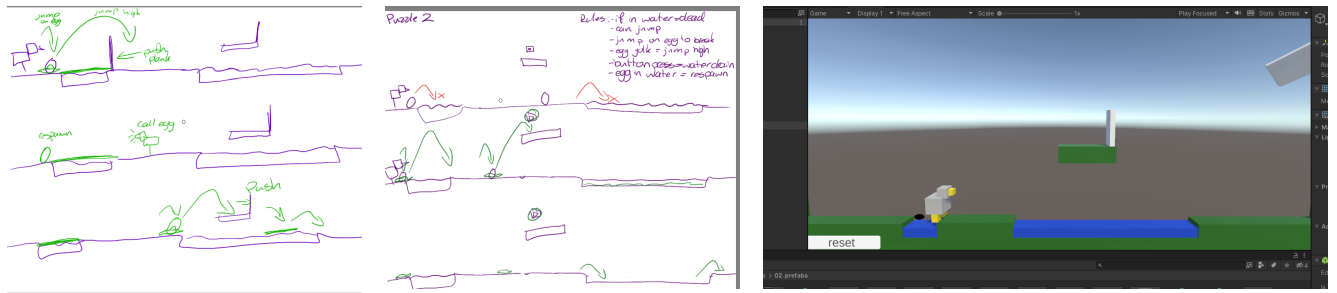 jump
on egg
jump high
push
plank
respawn
call egg
Push
Puzzle 2
Rules: -if in water=dead
-can jump
-jump on egg to break
-egg yolk = jump high
-button press=water drain
-egg in water = respawn
Game
Display 1
Free Aspect
Scale
1x
Play Focused
Stats
Gizmos
reset
02. prefabs